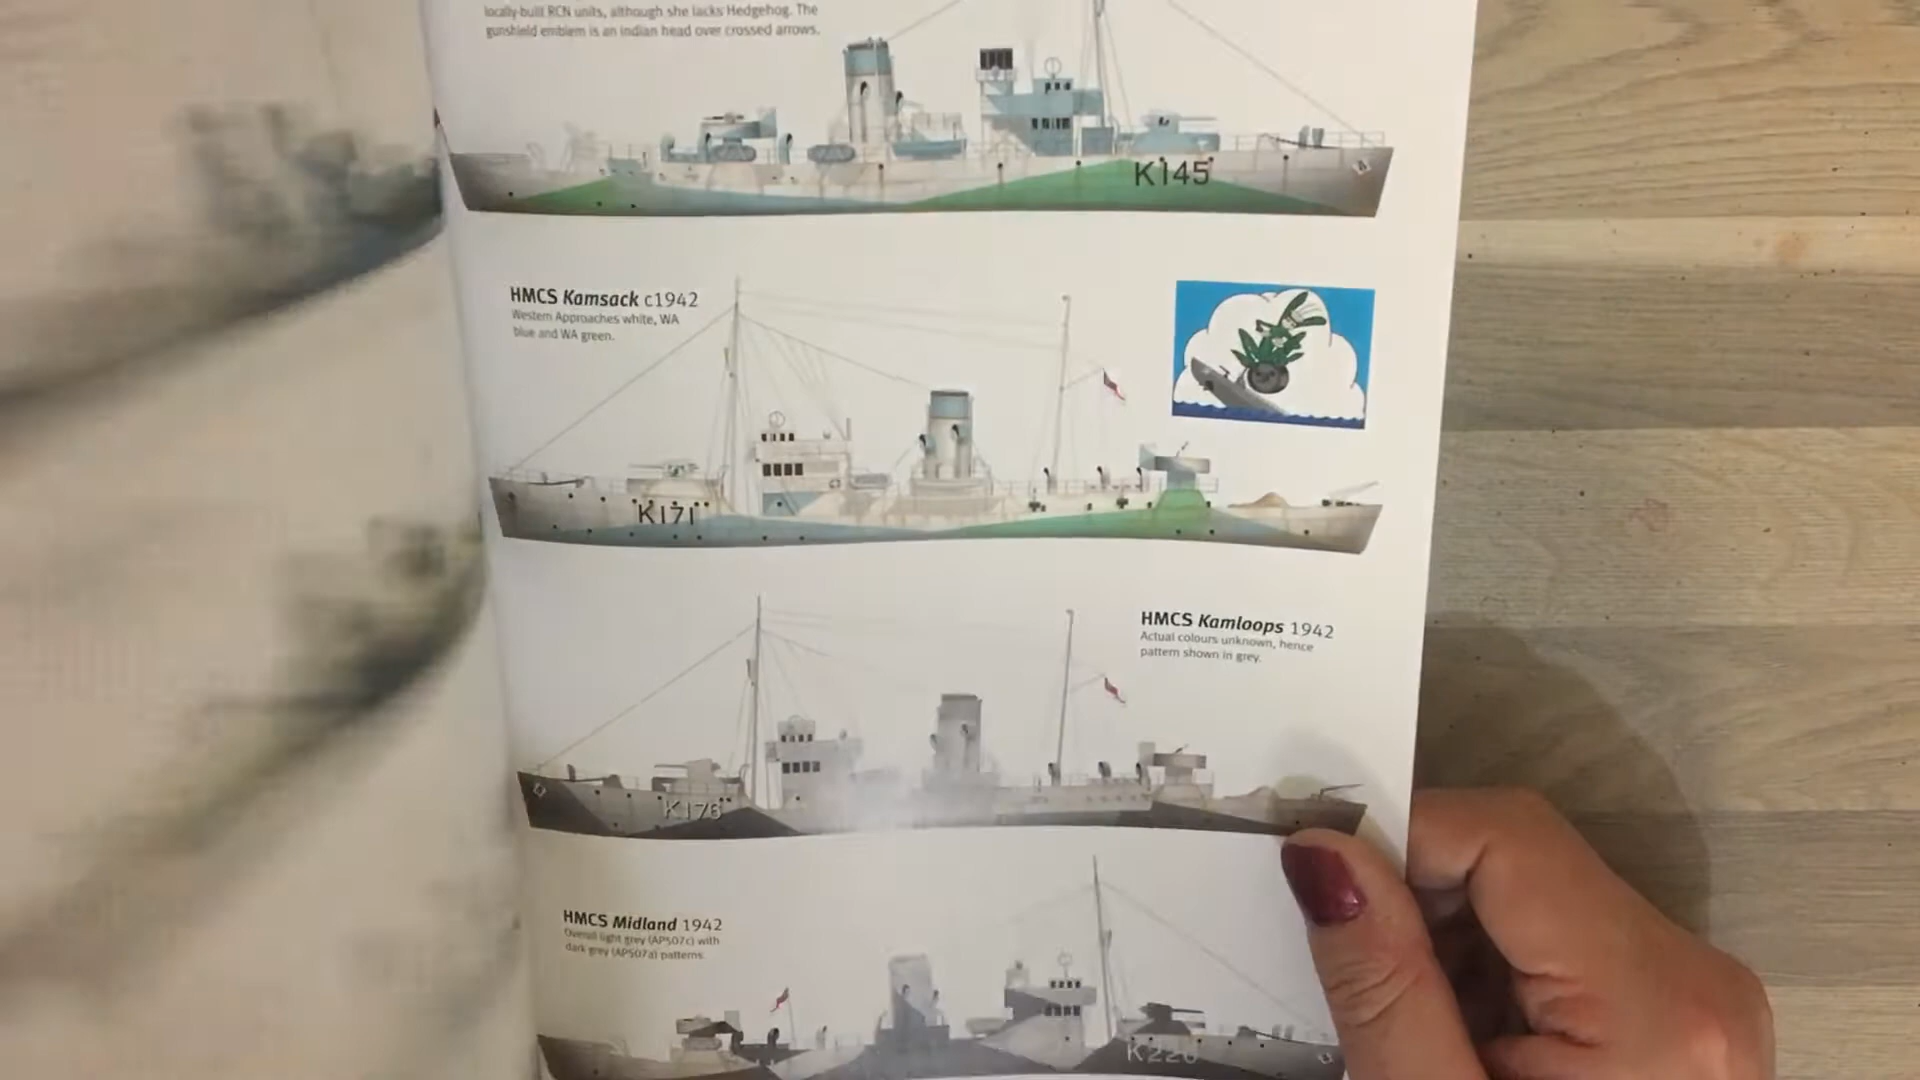 locally-built RCN units, although she lacks Hedgehog. The
gunshield emblem is an Indian head over crossed arrows.
K145
HMCS Kamsack c1942
Western Approaches white, WA
blue and WA green.
K171
HMCS Kamloops 1942
Actual colours unknown, hence
pattern shown in grey.
K176
HMCS Midland 1942
Overall light grey (AP507c) with
dark grey (AP507a) patterns.
K220